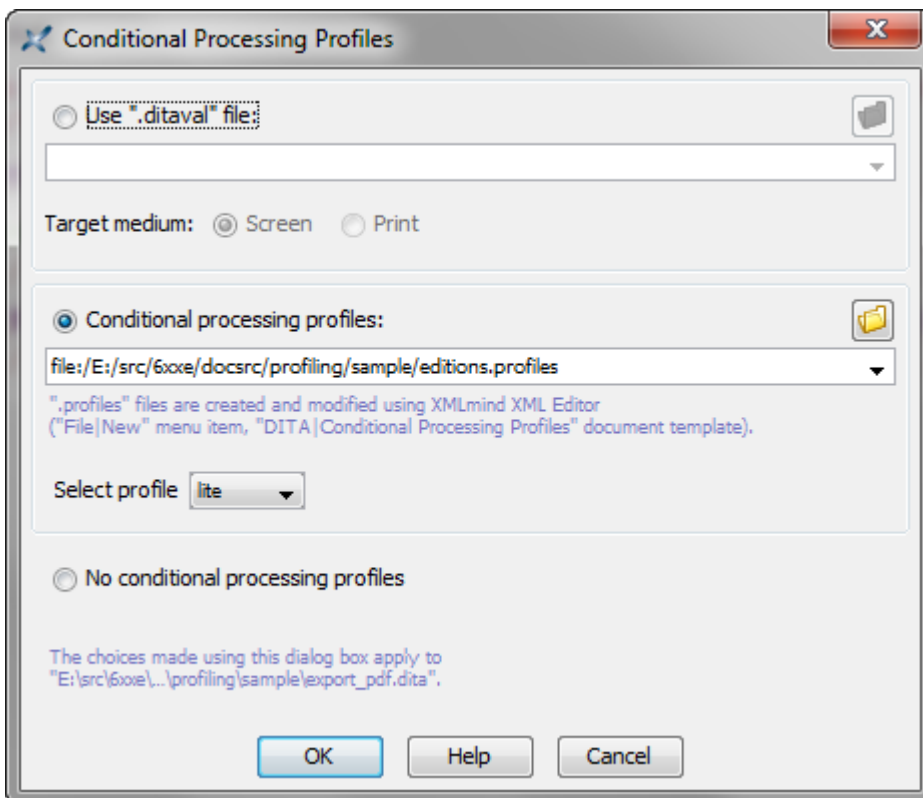 Conditional Processing Profiles
Use ".ditaval" file:
Target medium: Screen Print
Conditional processing profiles:
file:/E:/src/6xxe/docsrc/profiling/sample/editions.profiles
".profiles" files are created and modified using XMLmind XML Editor
("File|New" menu item, "DITA|Conditional Processing Profiles" document template).
Select profile lite
No conditional processing profiles
The choices made using this dialog box apply to
"E:\src\6xxe\...\profiling\sample\export_pdf.dita".
OK Help Cancel